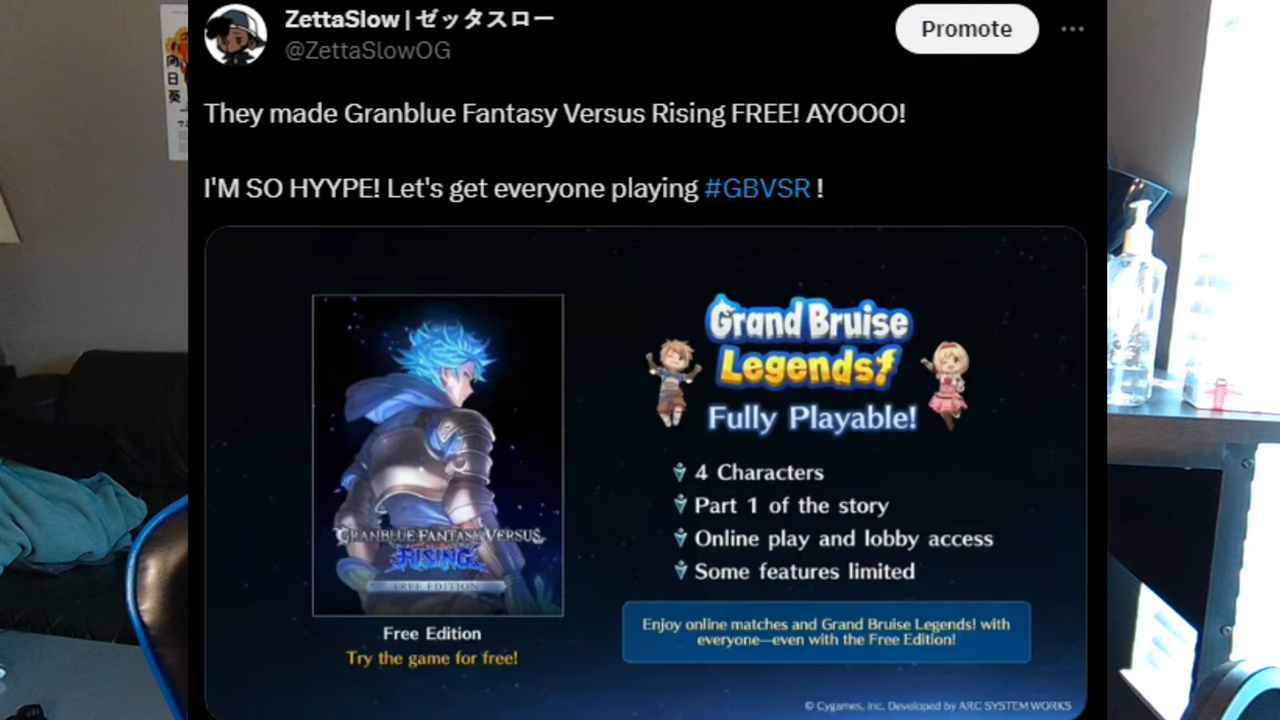 ZettaSlow | ゼッタスロー
@ZettaSlowOG
Promote
向日葵
They made Granblue Fantasy Versus Rising FREE! AYOOO!
I'M SO HYYPE! Let's get everyone playing #GBVSR !
Grand Bruise
Legends!
Fully Playable!
4 Characters
Part 1 of the story
Online play and lobby access
Some features limited
GRANBLUE FANTASY VERSUS
RISING
FREE EDITION
Free Edition
Try the game for free!
Enjoy online matches and Grand Bruise Legends! with
everyone—even with the Free Edition!
© Cygames, Inc. Developed by ARC SYSTEM WORKS